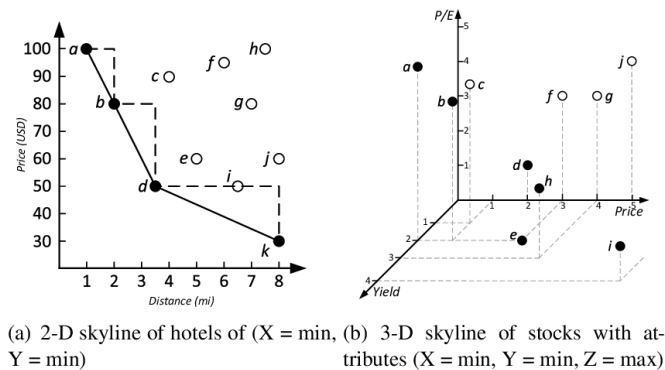 P/E
100
90
80
70
60
50
40
30
Price (USD)
a
b
c
d
e
f
g
h
i
j
k
1 2 3 4 5 6 7 8
Distance (mi)
5
4
3
2
1
a
b
c
d
e
f
g
h
i
j
1 2 3 4 5
Price
1
2
3
4
Yield
(a) 2-D skyline of hotels of (X = min,
Y = min)
(b) 3-D skyline of stocks with at-
tributes (X = min, Y = min, Z = max)